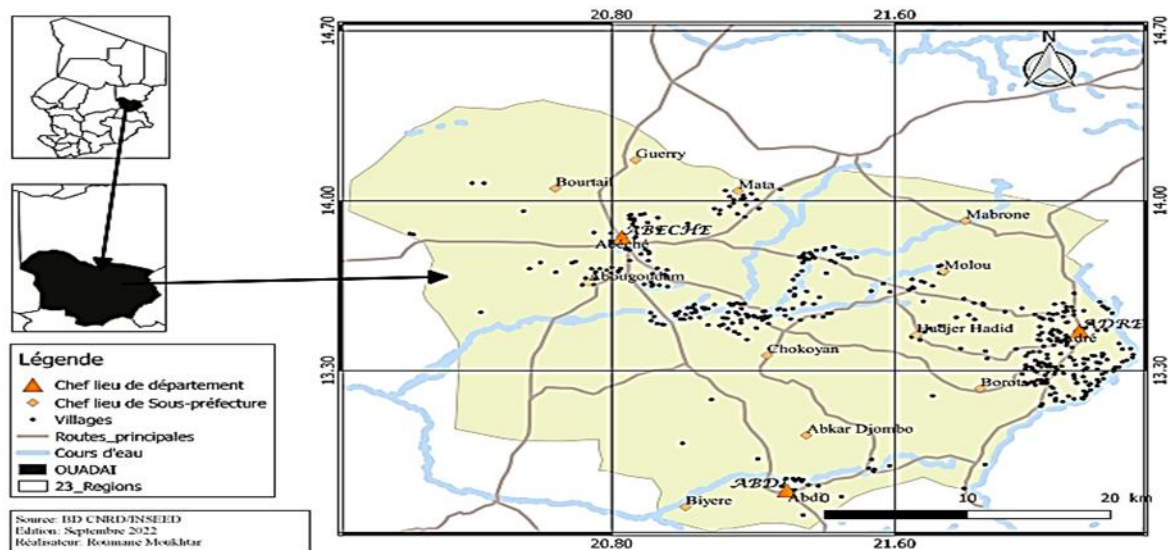 20.80
21.60
14.70
14.70
N
Guerry
Bourtail
Mata
14.00
14.00
Mabrone
ABECHE
Abéché
Molou
Abougoudam
ADRE
Hadjer Hadid
Adré
Chokoyan
13.30
13.30
Borota
Abkar Djombo
ABDI
Abdi
Biyere
0 10 20 km
20.80
21.60
Légende
Chef lieu de département
Chef lieu de Sous-préfecture
Villages
Routes_principales
Cours d'eau
OUADAI
23_Regions
Source: BD CNRD/INSEED
Edition: Septembre 2022
Réalisateur: Roumane Moukhtar